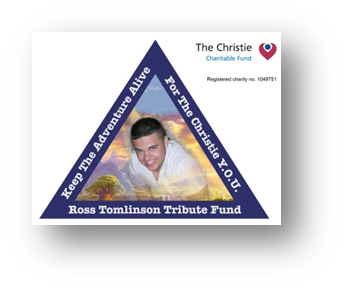 The Christie
Charitable Fund
Registered charity no. 1049751
Keep The Adventure Alive
For The Christie Y.O.U.
Ross Tomlinson Tribute Fund